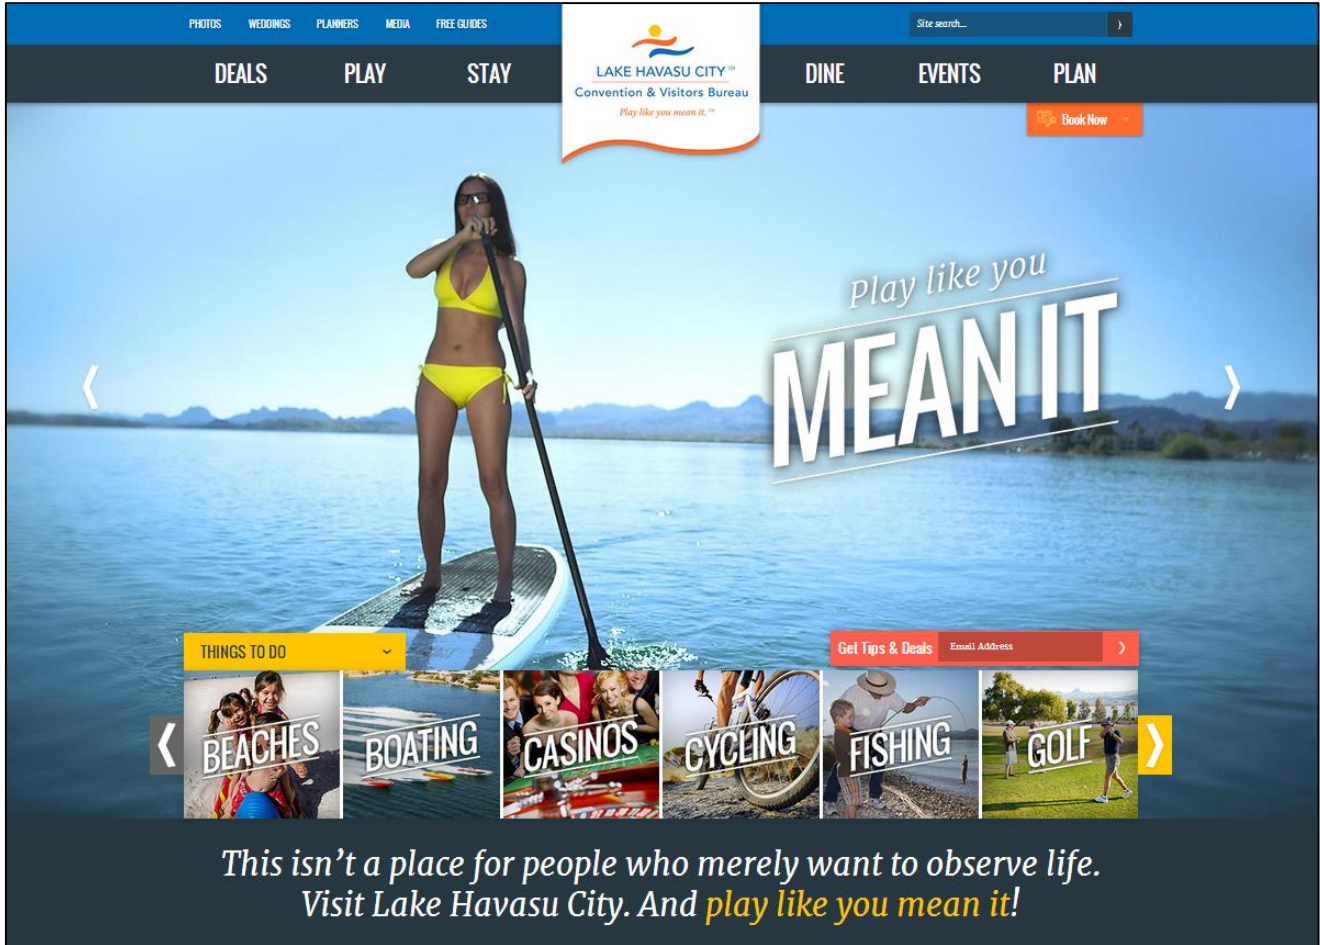 PHOTOS WEDDINGS PLANNERS MEDIA FREE GUIDES
Site search...
DEALS PLAY STAY
LAKE HAVASU CITY SM
Convention & Visitors Bureau
Play like you mean it. SM
DINE EVENTS PLAN
Book Now
Play like you
MEAN IT
THINGS TO DO
Get Tips & Deals Email Address
BEACHES
BOATING
CASINOS
CYCLING
FISHING
GOLF
This isn't a place for people who merely want to observe life.
Visit Lake Havasu City. And play like you mean it!